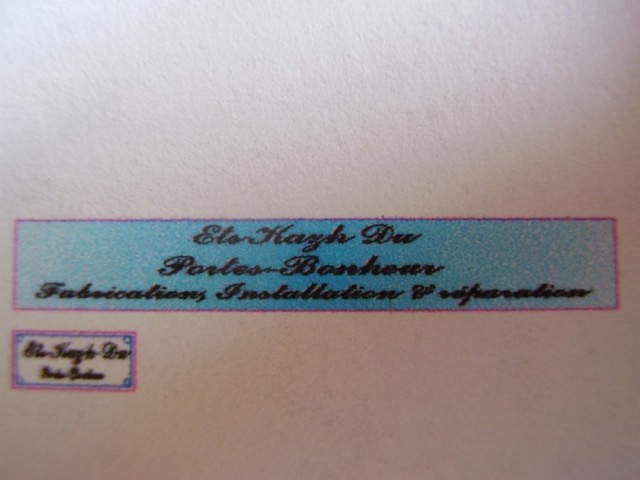 Ets Kazh Du
Portes-Bonheur
Fabrication, Installation & réparation
Ets Kazh Du